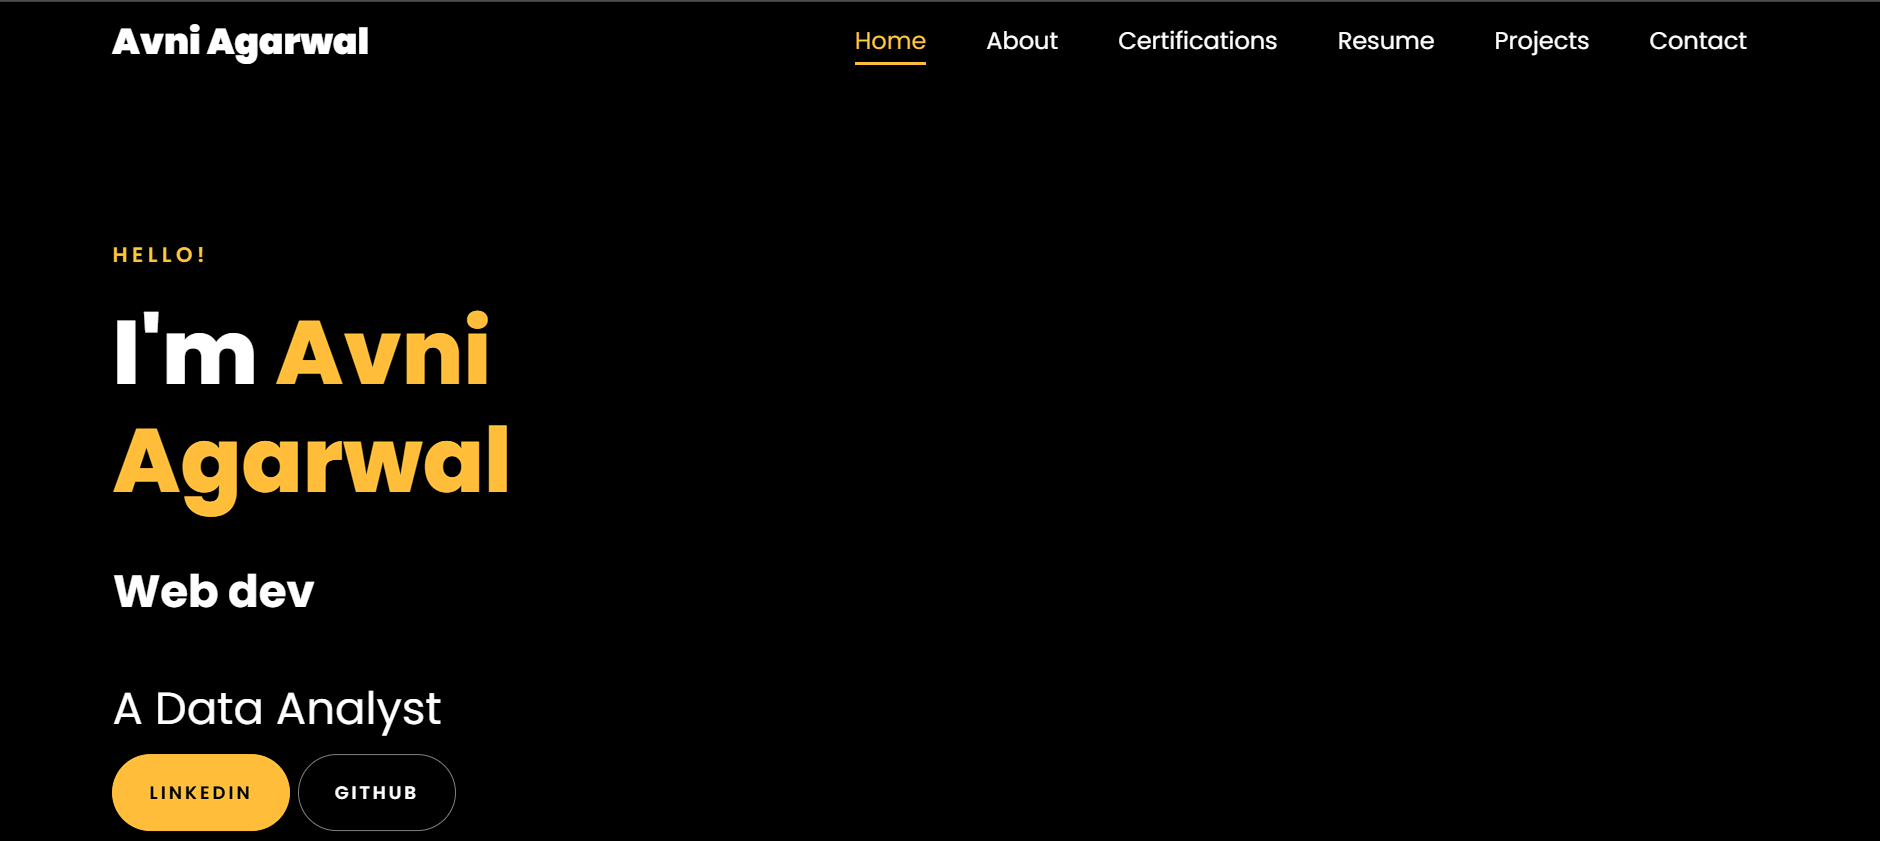 Avni Agarwal
Home About Certifications Resume Projects Contact
HELLO!
I'm Avni
Agarwal
Web dev
A Data Analyst
LINKEDIN GITHUB